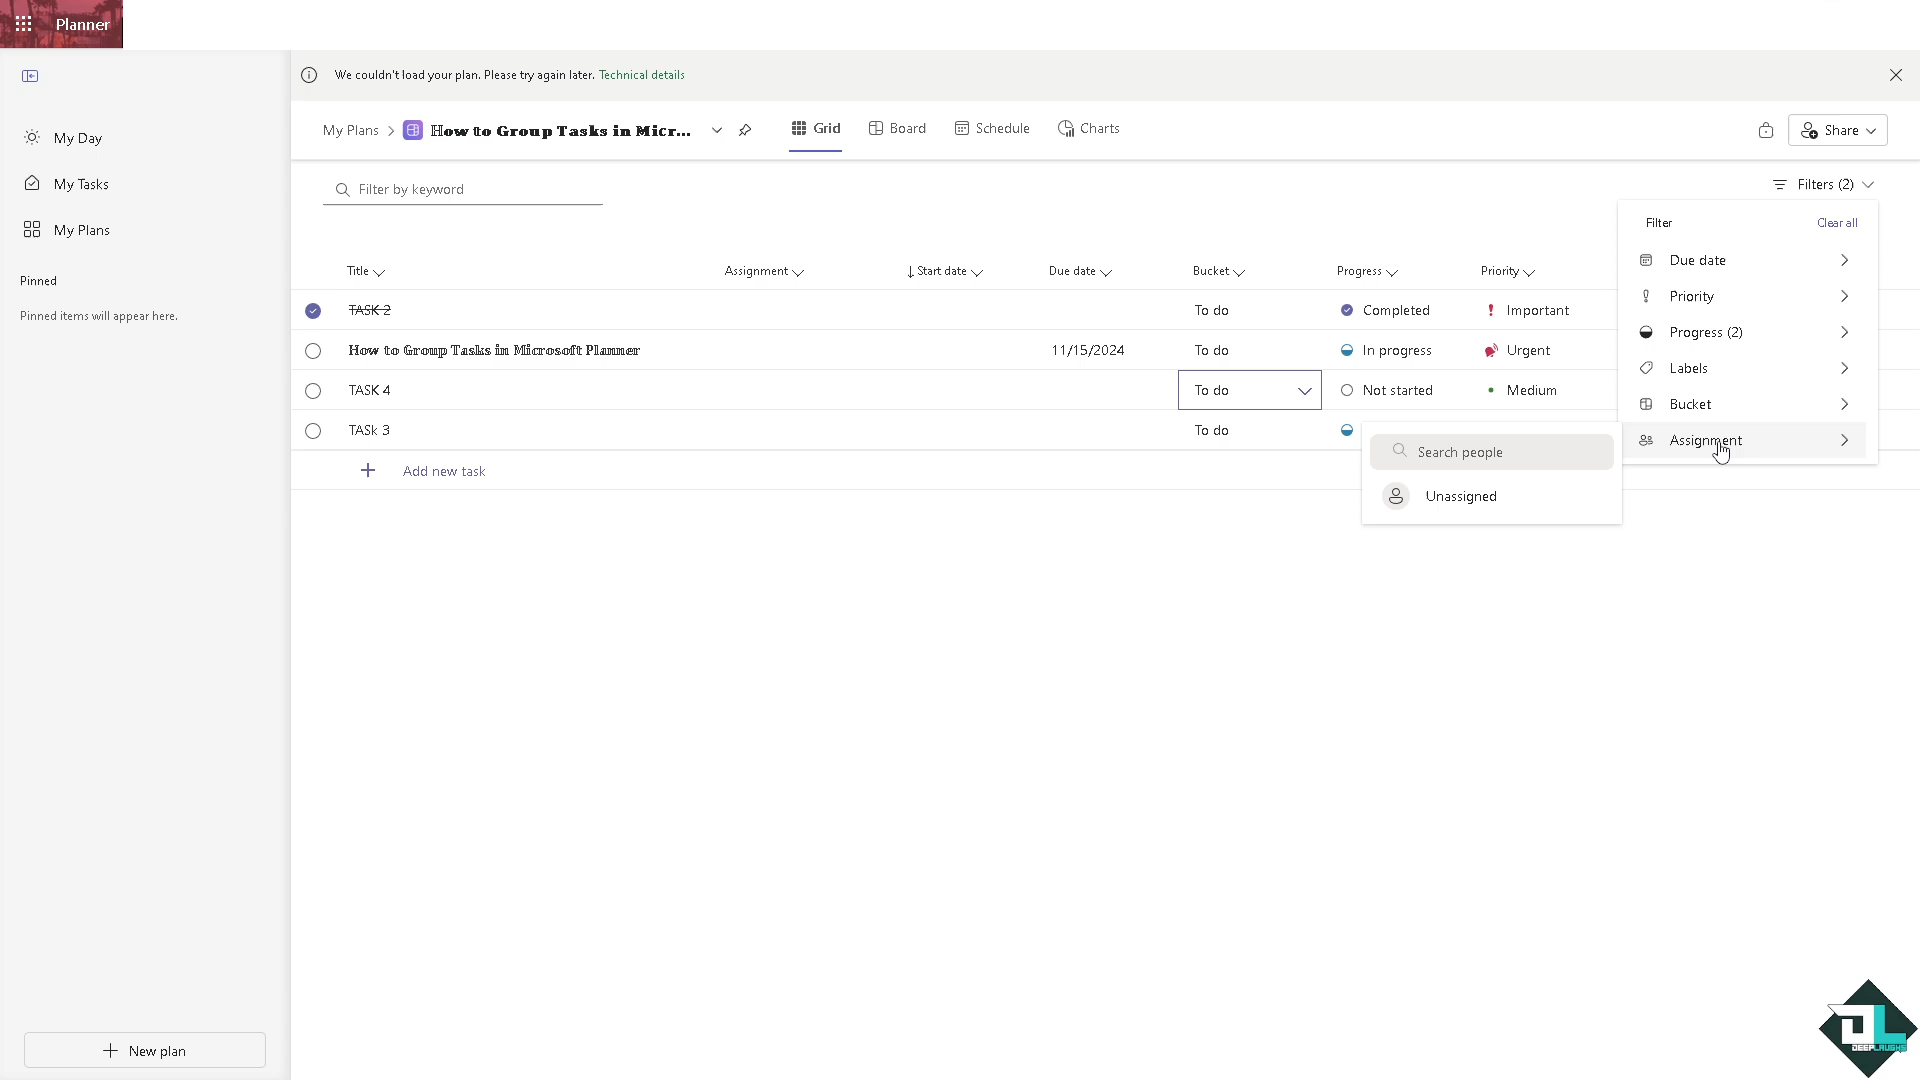 Planner
We couldn't load your plan. Please try again later. Technical details
My Plans > How to Group Tasks in Micr...
Grid
Board
Schedule
Charts
Share
My Day
My Tasks
My Plans
Pinned
Pinned items will appear here.
New plan
Filter by keyword
Filters (2)
Title Assignment Start date Due date Bucket Progress Priority
TASK 2 To do Completed Important
How to Group Tasks in Microsoft Planner 11/15/2024 To do In progress Urgent
TASK 4 To do Not started Medium
TASk 3 To do
Add new task
Filter Clear all
Due date
Priority
Progress (2)
Labels
Bucket
Assignment
Search people
Unassigned
DEEPLAUGHS